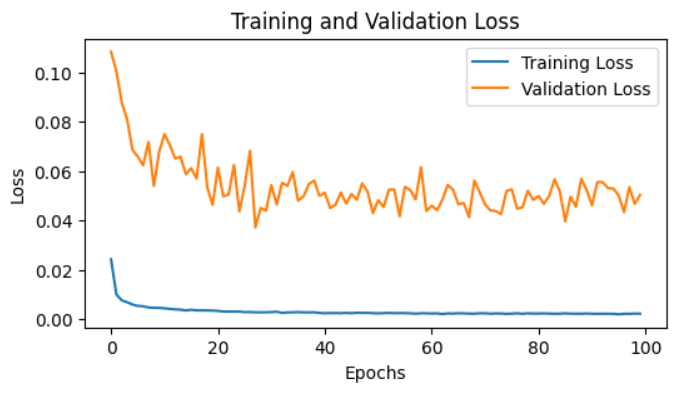 Training and Validation Loss
Training Loss
Validation Loss
Loss
0.10
0.08
0.06
0.04
0.02
0.00
0 20 40 60 80 100
Epochs